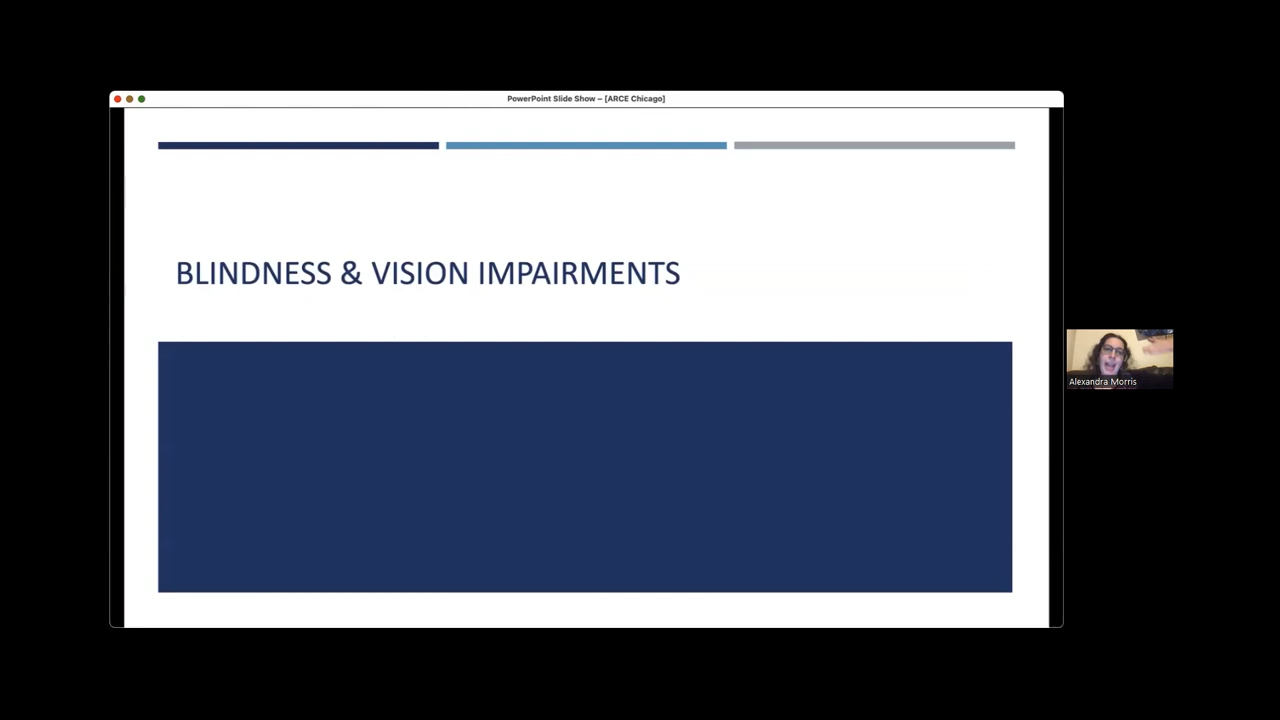 PowerPoint Slide Show – [ARCE Chicago]
BLINDNESS & VISION IMPAIRMENTS
Alexandra Morris